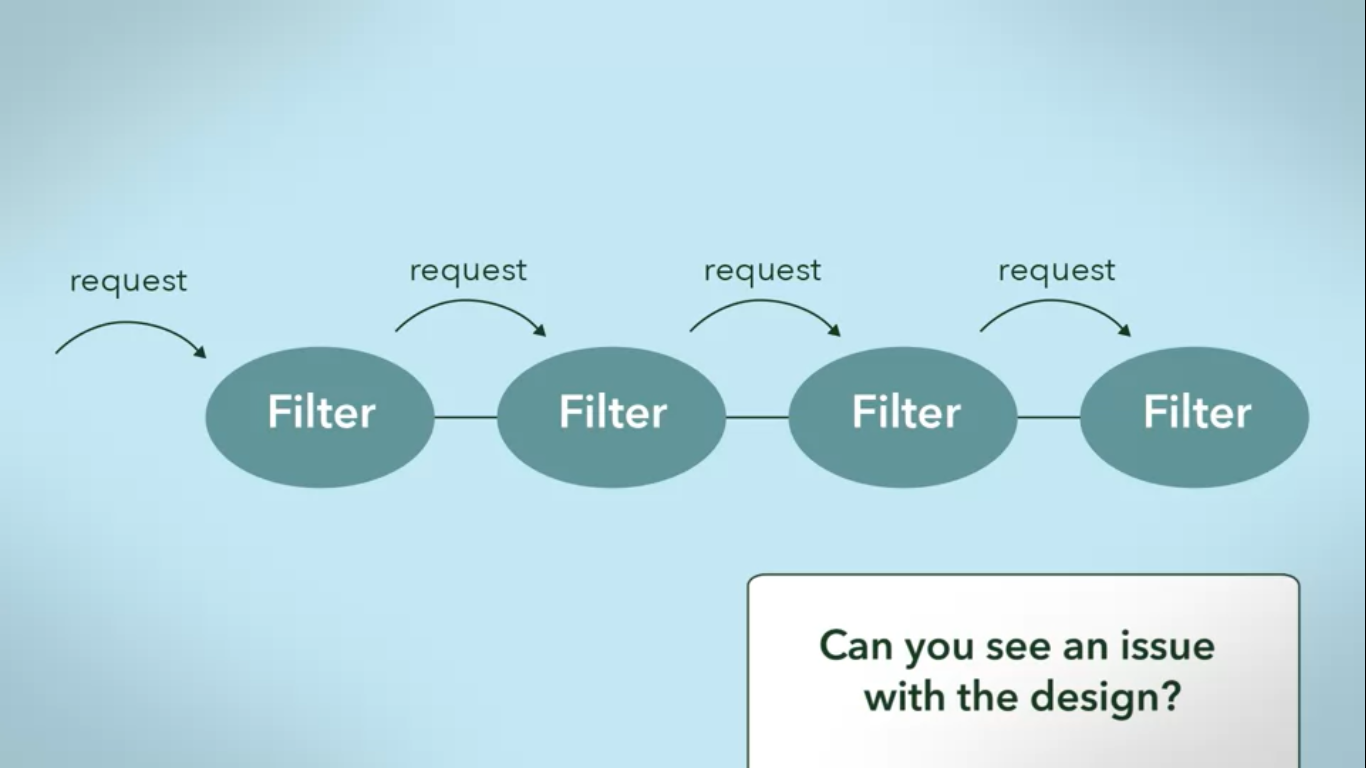 request
request
request
request
Filter
Filter
Filter
Filter
Can you see an issue
with the design?